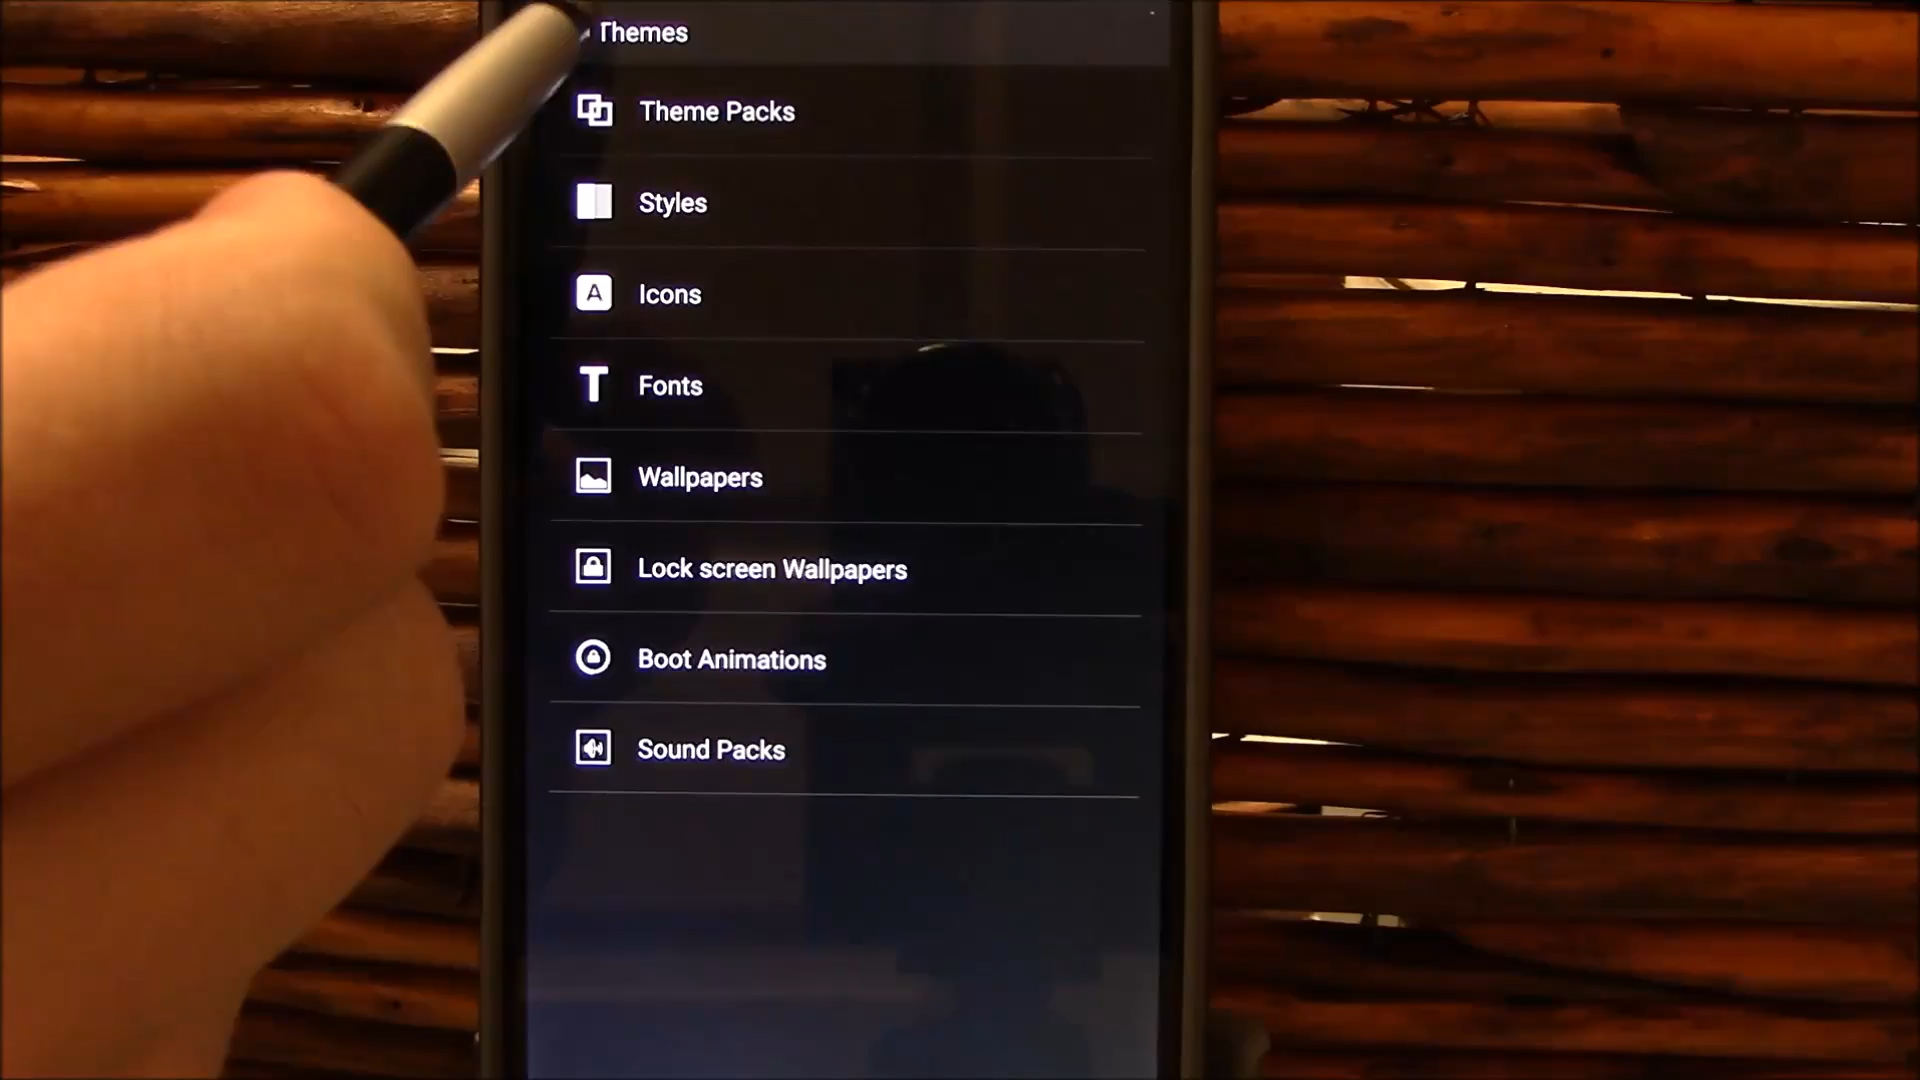 Themes
Theme Packs
Styles
A Icons
T Fonts
Wallpapers
Lock screen Wallpapers
Boot Animations
Sound Packs